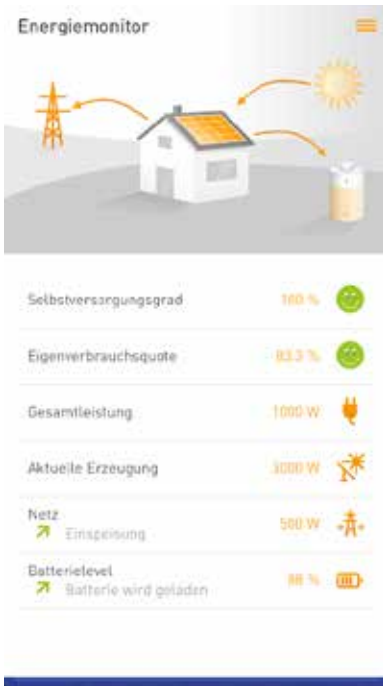 Energiemonitor
Selbstversorgungsgrad 100 %
Eigenverbrauchsquote 83.3 %
Gesamtleistung 1000 W
Aktuelle Erzeugung 3000 W
Netz 500 W
Einspeisung
Batterielevel 88 %
Batterie wird geladen